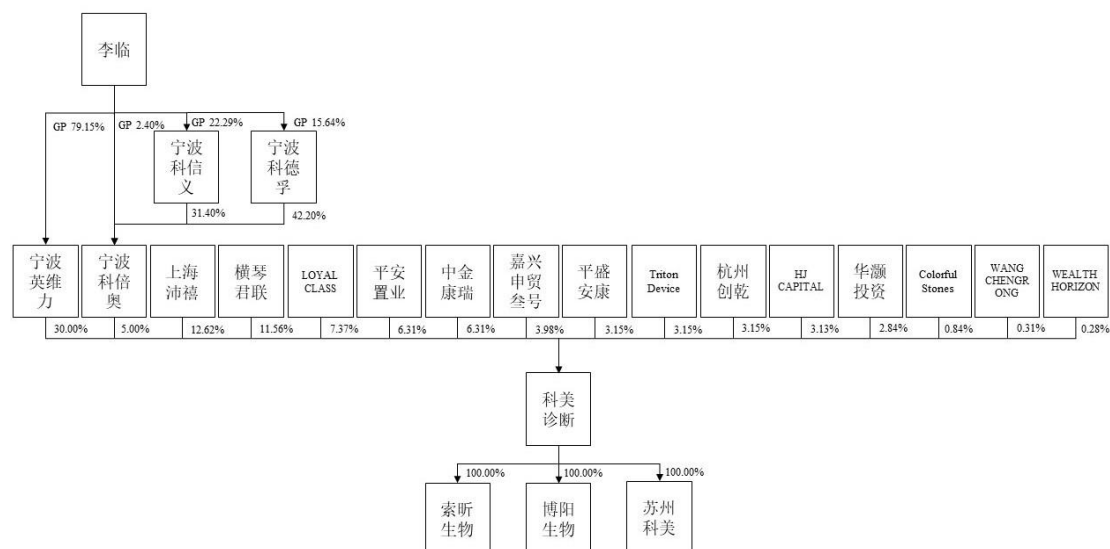 李临
GP 79.15%
GP 2.40%
GP 22.29%
GP 15.64%
宁波
科信
义
宁波
科德
孚
31.40%
42.20%
宁波
英维
力
宁波
科倍
奥
上海
沛禧
横琴
君联
LOYAL
CLASS
平安
置业
中金
康瑞
嘉兴
申贸
叁号
平盛
安康
Triton
Device
杭州
创乾
HJ
CAPITAL
华灏
投资
Colorful
Stones
WANG
CHENGR
ONG
WEALTH
HORIZON
30.00%
5.00%
12.62%
11.56%
7.37%
6.31%
6.31%
3.98%
3.15%
3.15%
3.15%
3.13%
2.84%
0.84%
0.31%
0.28%
科美
诊断
100.00%
100.00%
100.00%
索昕
生物
博阳
生物
苏州
科美